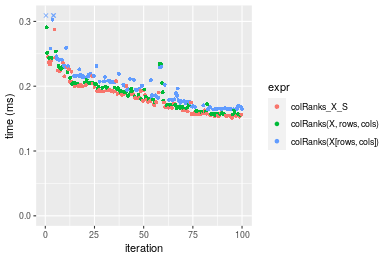 0.3
0.2
0.1
0.0
time (ms)
0
25
50
75
100
iteration
expr
colRanks_X_S
colRanks(X, rows, cols)
colRanks(X[rows, cols])